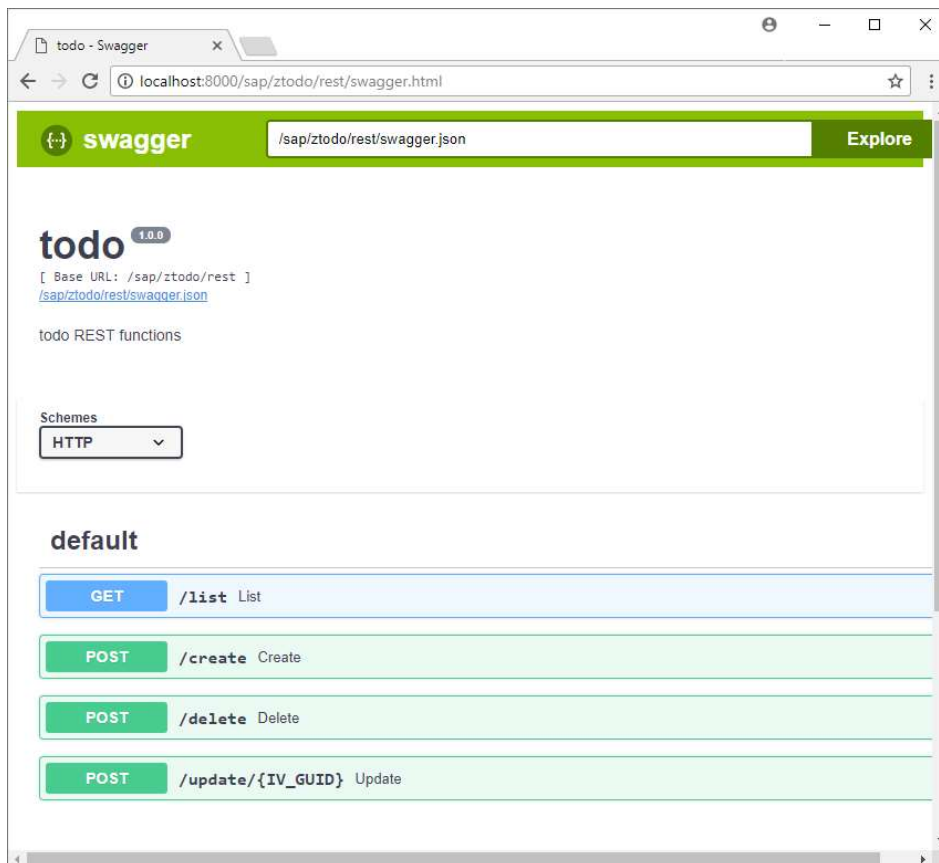 todo - Swagger
localhost:8000/sap/ztodo/rest/swagger.html
{··} swagger /sap/ztodo/rest/swagger.json Explore
todo 1.0.0
[ Base URL: /sap/ztodo/rest ]
/sap/ztodo/rest/swagger.json
todo REST functions
Schemes
HTTP
default
GET /list List
POST /create Create
POST /delete Delete
POST /update/{IV_GUID} Update